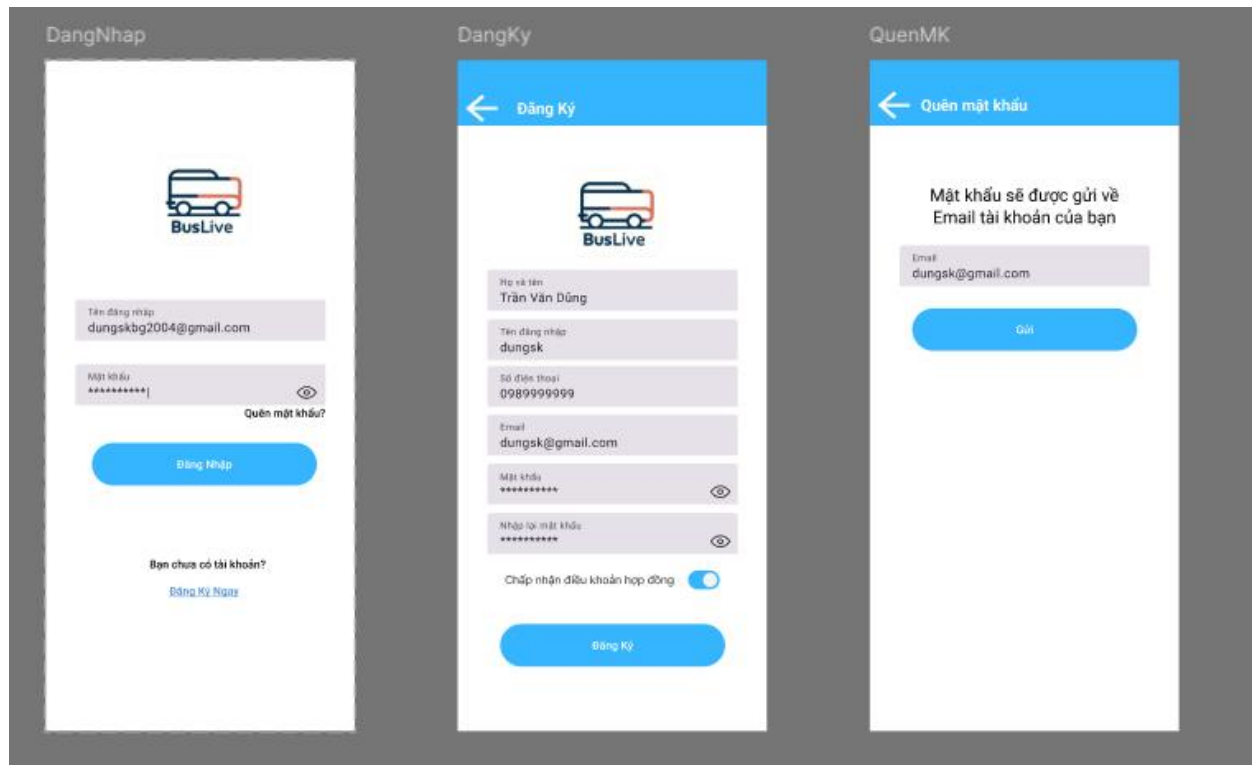 DangNhap
BusLive
Tên đăng nhập
dungskbg2004@gmail.com
Mật khẩu
**********|
Quên mật khẩu?
Đăng Nhập
Bạn chưa có tài khoản?
Đăng Ký Ngay
DangKy
Đăng Ký
BusLive
Họ và tên
Trần Văn Dũng
Tên đăng nhập
dungsk
Số điện thoại
0989999999
Email
dungsk@gmail.com
Mật khẩu
**********
Nhập lại mật khẩu
**********
Chấp nhận điều khoản hợp đồng
Đăng Ký
QuenMK
Quên mật khẩu
Mật khẩu sẽ được gửi về
Email tài khoản của bạn
Email
dungsk@gmail.com
Gửi